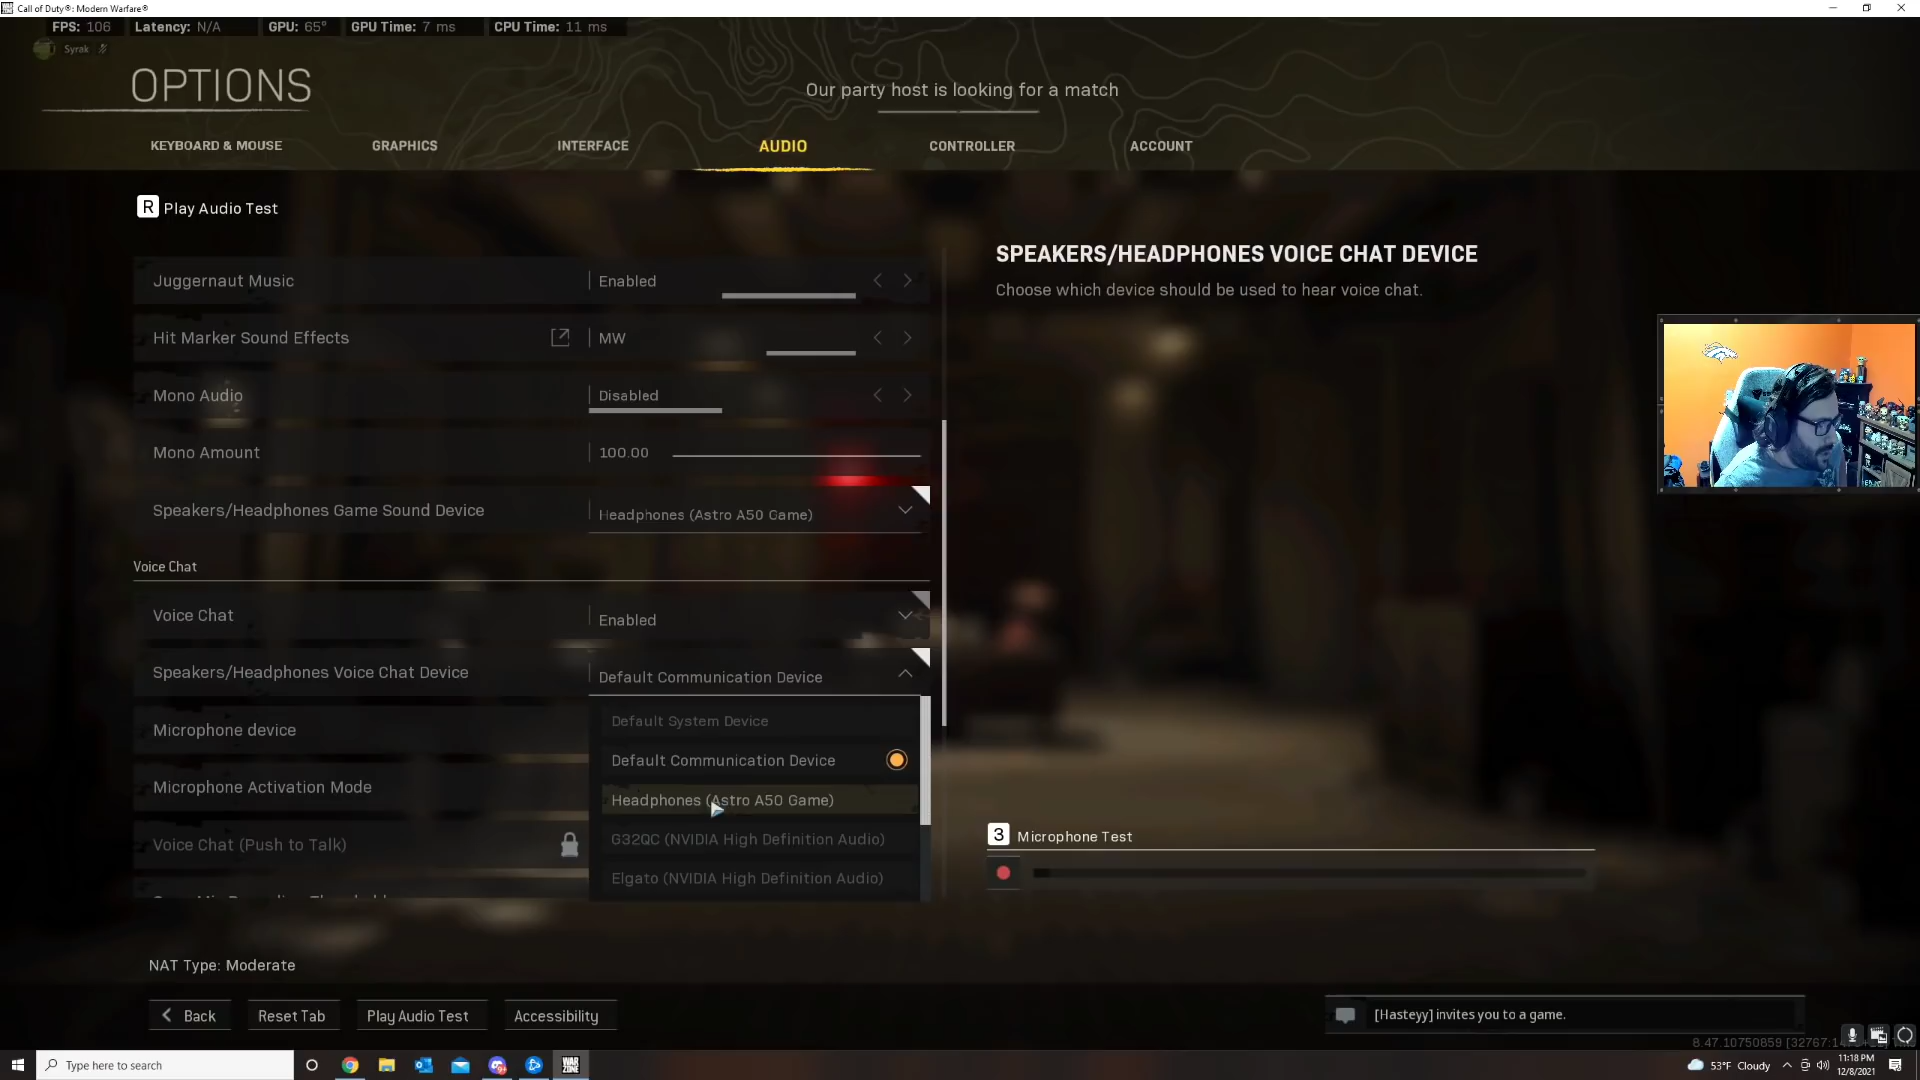 Call of Duty®: Modern Warfare®
FPS: 106 Latency: N/A GPU: 65° GPU Time: 7 ms CPU Time: 11 ms
Syrak
OPTIONS
Our party host is looking for a match
KEYBOARD & MOUSE GRAPHICS INTERFACE AUDIO CONTROLLER ACCOUNT
R Play Audio Test
SPEAKERS/HEADPHONES VOICE CHAT DEVICE
Choose which device should be used to hear voice chat.
Juggernaut Music Enabled
Hit Marker Sound Effects MW
Mono Audio Disabled
Mono Amount 100.00
Speakers/Headphones Game Sound Device Headphones (Astro A50 Game)
Voice Chat
Voice Chat Enabled
Speakers/Headphones Voice Chat Device Default Communication Device
Default System Device
Microphone device
Default Communication Device
Microphone Activation Mode
Headphones (Astro A50 Game)
Voice Chat (Push to Talk)
G32QC (NVIDIA High Definition Audio)
Elgato (NVIDIA High Definition Audio)
3 Microphone Test
NAT Type: Moderate
Back Reset Tab Play Audio Test Accessibility
[Hasteyy] invites you to a game.
Type here to search
WAR
ZONE
53°F Cloudy
11:18 PM
12/8/2021